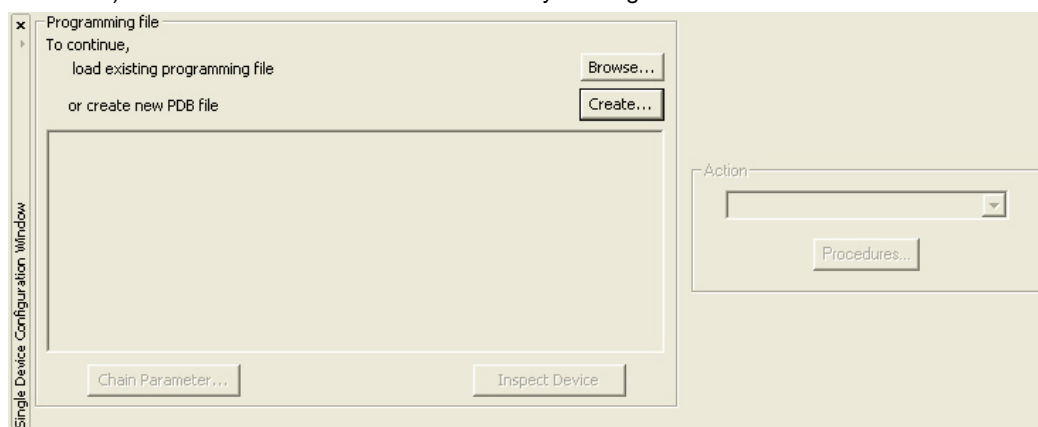 Programming file
To continue,
load existing programming file
Browse...
or create new PDB file
Create...
Action
Procedures...
Chain Parameter...
Inspect Device
Single Device Configuration Window